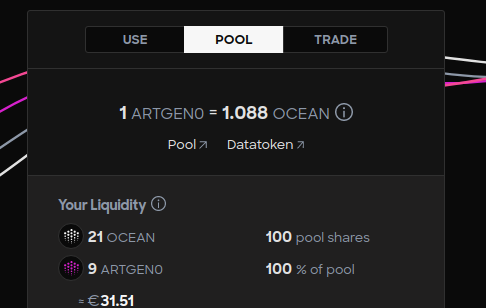 USE POOL TRADE
1 ARTGEN0 = 1.088 OCEAN
Pool Datatoken
Your Liquidity
21 OCEAN 100 pool shares
9 ARTGEN0 100 % of pool
≈ €31.51